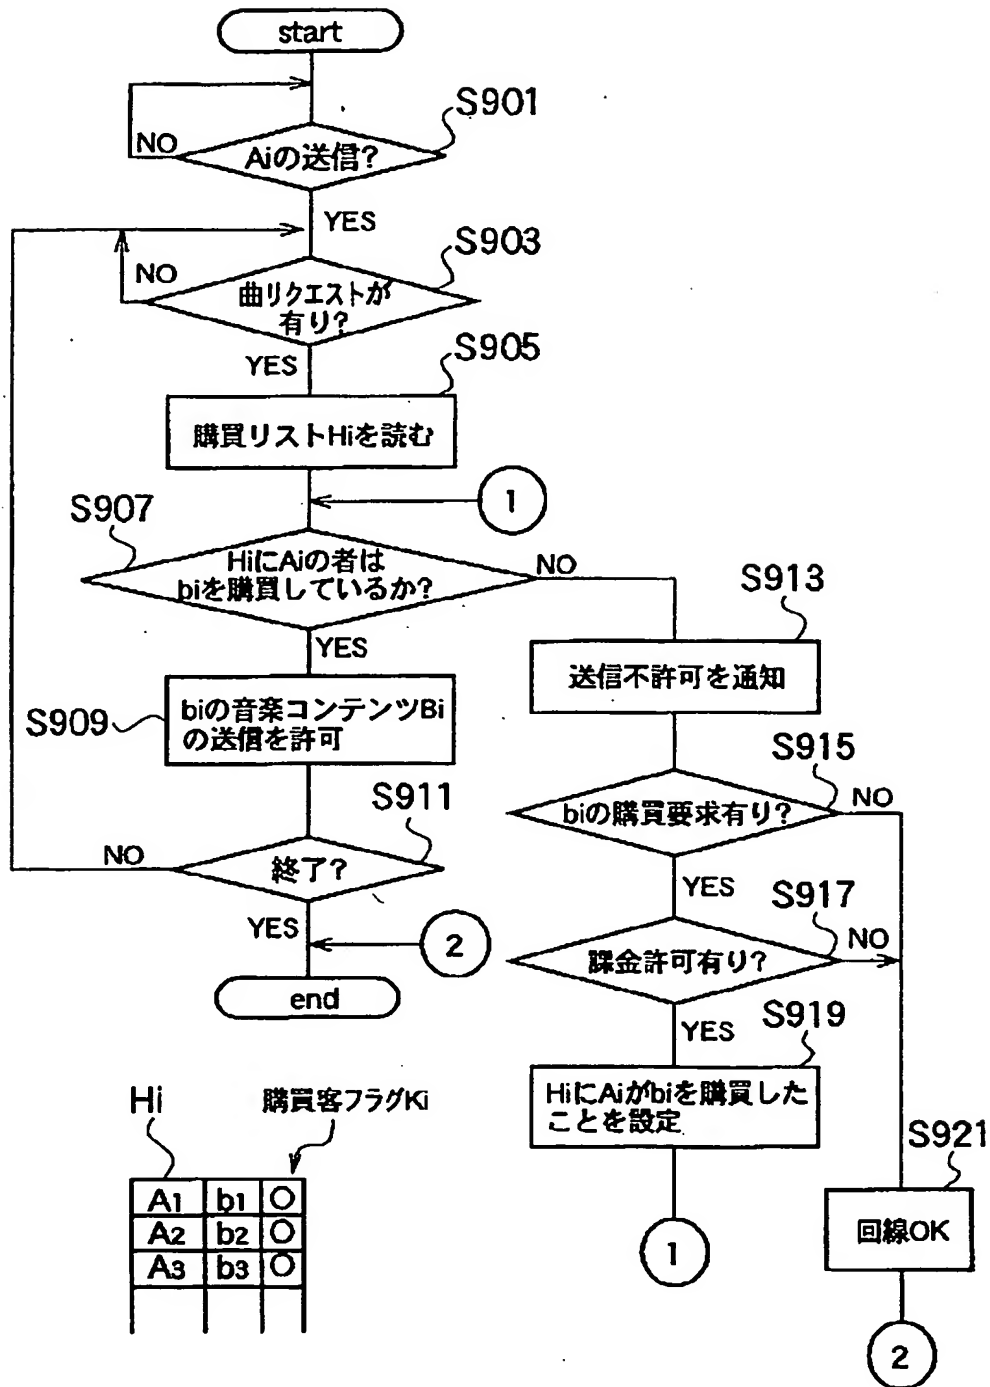 start
S901
NO
Aiの送信?
YES
S903
NO
曲リクエストが
有り?
YES
S905
購買リストHiを読む
1
S907
HiにAiの者は
biを購買しているか?
NO
YES
S913
送信不許可を通知
S909
biの音楽コンテンツBi
の送信を許可
S915
biの購買要求有り?
NO
S911
NO
終了?
YES
YES
S917
2
課金許可有り?
NO
end
YES
S919
HiにAiがbiを購買した
ことを設定
Hi
購買客フラグKi
A1 b1 ○
A2 b2 ○
A3 b3 ○
S921
回線OK
1
2